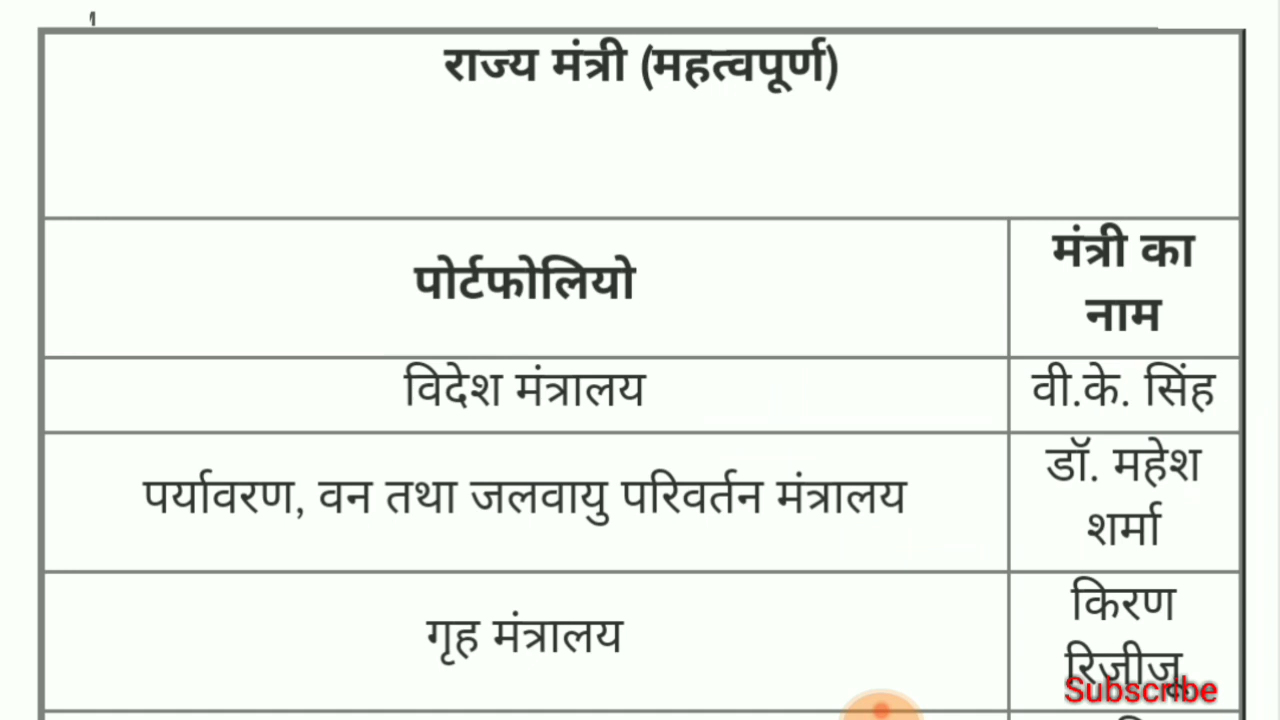 राज्य मंत्री (महत्वपूर्ण)
पोर्टफोलियो
मंत्री का
नाम
विदेश मंत्रालय
वी.के. सिंह
पर्यावरण, वन तथा जलवायु परिवर्तन मंत्रालय
डॉ. महेश
शर्मा
गृह मंत्रालय
किरण
रिजीजू
Subscribe